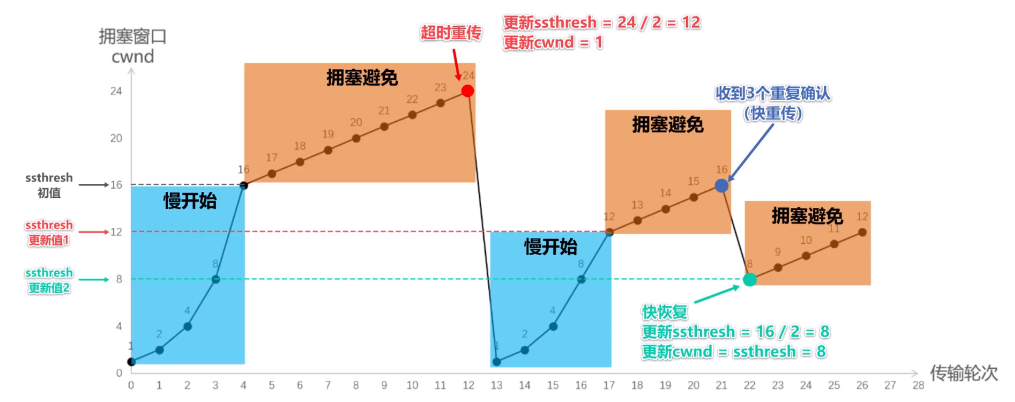 拥塞窗口
cwnd
超时重传
更新ssthresh = 24 / 2 = 12
更新cwnd = 1
拥塞避免
24
23
22
21
20
19
18
17
16
收到3个重复确认
(快重传)
拥塞避免
16
15
14
13
12
拥塞避免
12
11
10
9
8
慢开始
8
4
2
1
慢开始
8
4
2
1
ssthresh
初值
ssthresh
更新值1
ssthresh
更新值2
24
20
16
12
8
4
0
快恢复
更新ssthresh = 16 / 2 = 8
更新cwnd = ssthresh = 8
0 1 2 3 4 5 6 7 8 9 10 11 12 13 14 15 16 17 18 19 20 21 22 23 24 25 26 27 28
传输轮次